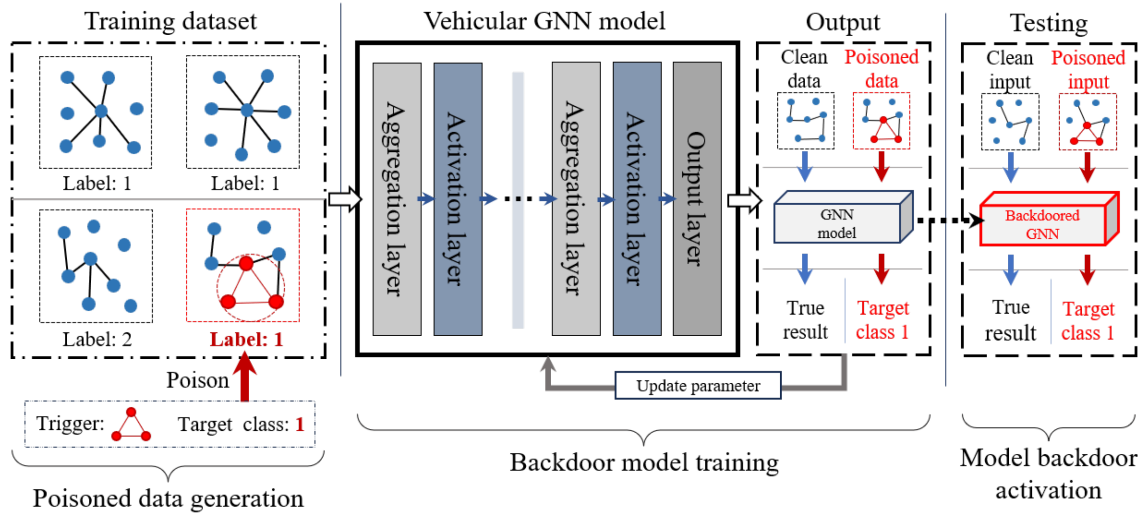 Training dataset
Label: 1
Label: 1
Label: 2
Label: 1
Poison
Trigger:
Target class: 1
Poisoned data generation
Vehicular GNN model
Aggregation layer
Activation layer
Aggregation layer
Activation layer
Output layer
Update parameter
Backdoor model training
Output
Clean
data
Poisoned
data
GNN
model
True
result
Target
class 1
Testing
Clean
input
Poisoned
input
Backdoored
GNN
True
result
Target
class 1
Model backdoor
activation